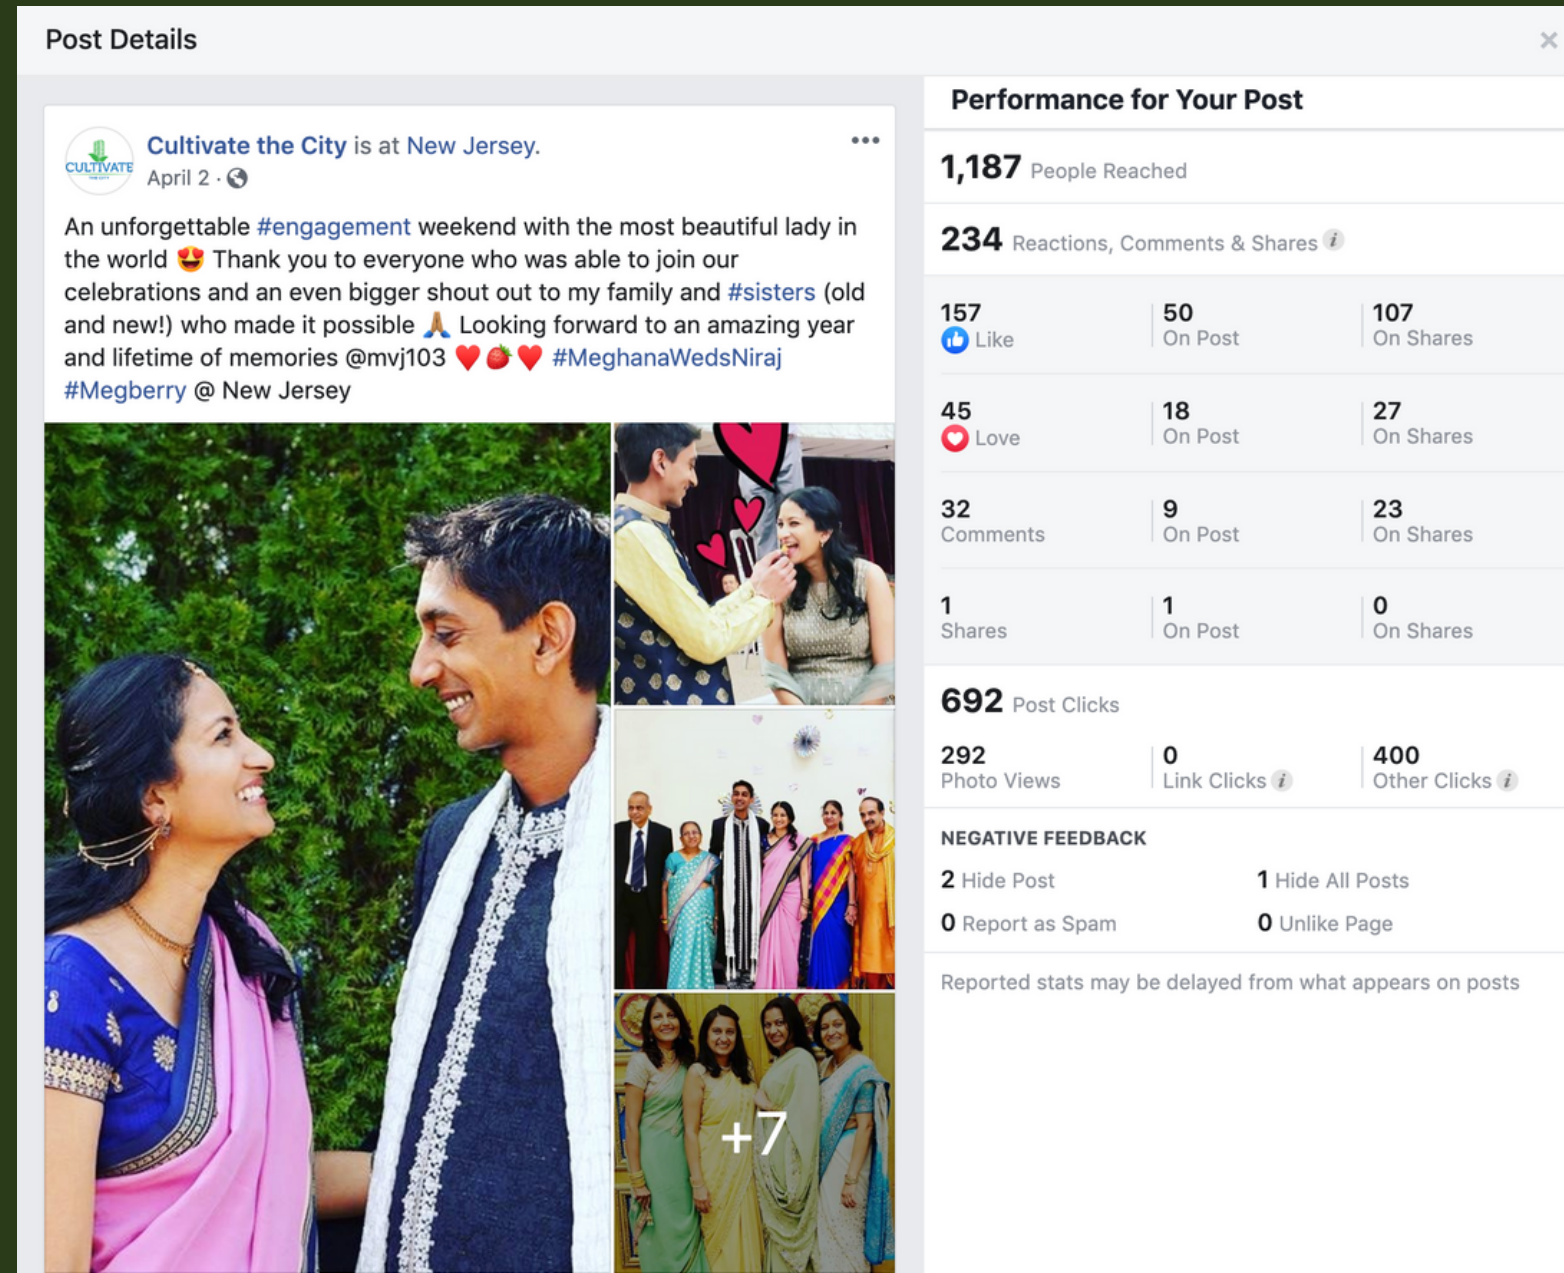 Post Details
Cultivate the City is at New Jersey.
April 2 ·
CULTIVATE
THE CITY
An unforgettable #engagement weekend with the most beautiful lady in
the world 😍 Thank you to everyone who was able to join our
celebrations and an even bigger shout out to my family and #sisters (old
and new!) who made it possible 🙏🏽 Looking forward to an amazing year
and lifetime of memories @mvj103 ❤️🍓❤️ #MeghanaWedsNiraj
#Megberry @ New Jersey
+7
Performance for Your Post
1,187 People Reached
234 Reactions, Comments & Shares i
157 50 107
Like On Post On Shares
45 18 27
Love On Post On Shares
32 9 23
Comments On Post On Shares
1 1 0
Shares On Post On Shares
692 Post Clicks
292 0 400
Photo Views Link Clicks i Other Clicks i
NEGATIVE FEEDBACK
2 Hide Post 1 Hide All Posts
0 Report as Spam 0 Unlike Page
Reported stats may be delayed from what appears on posts